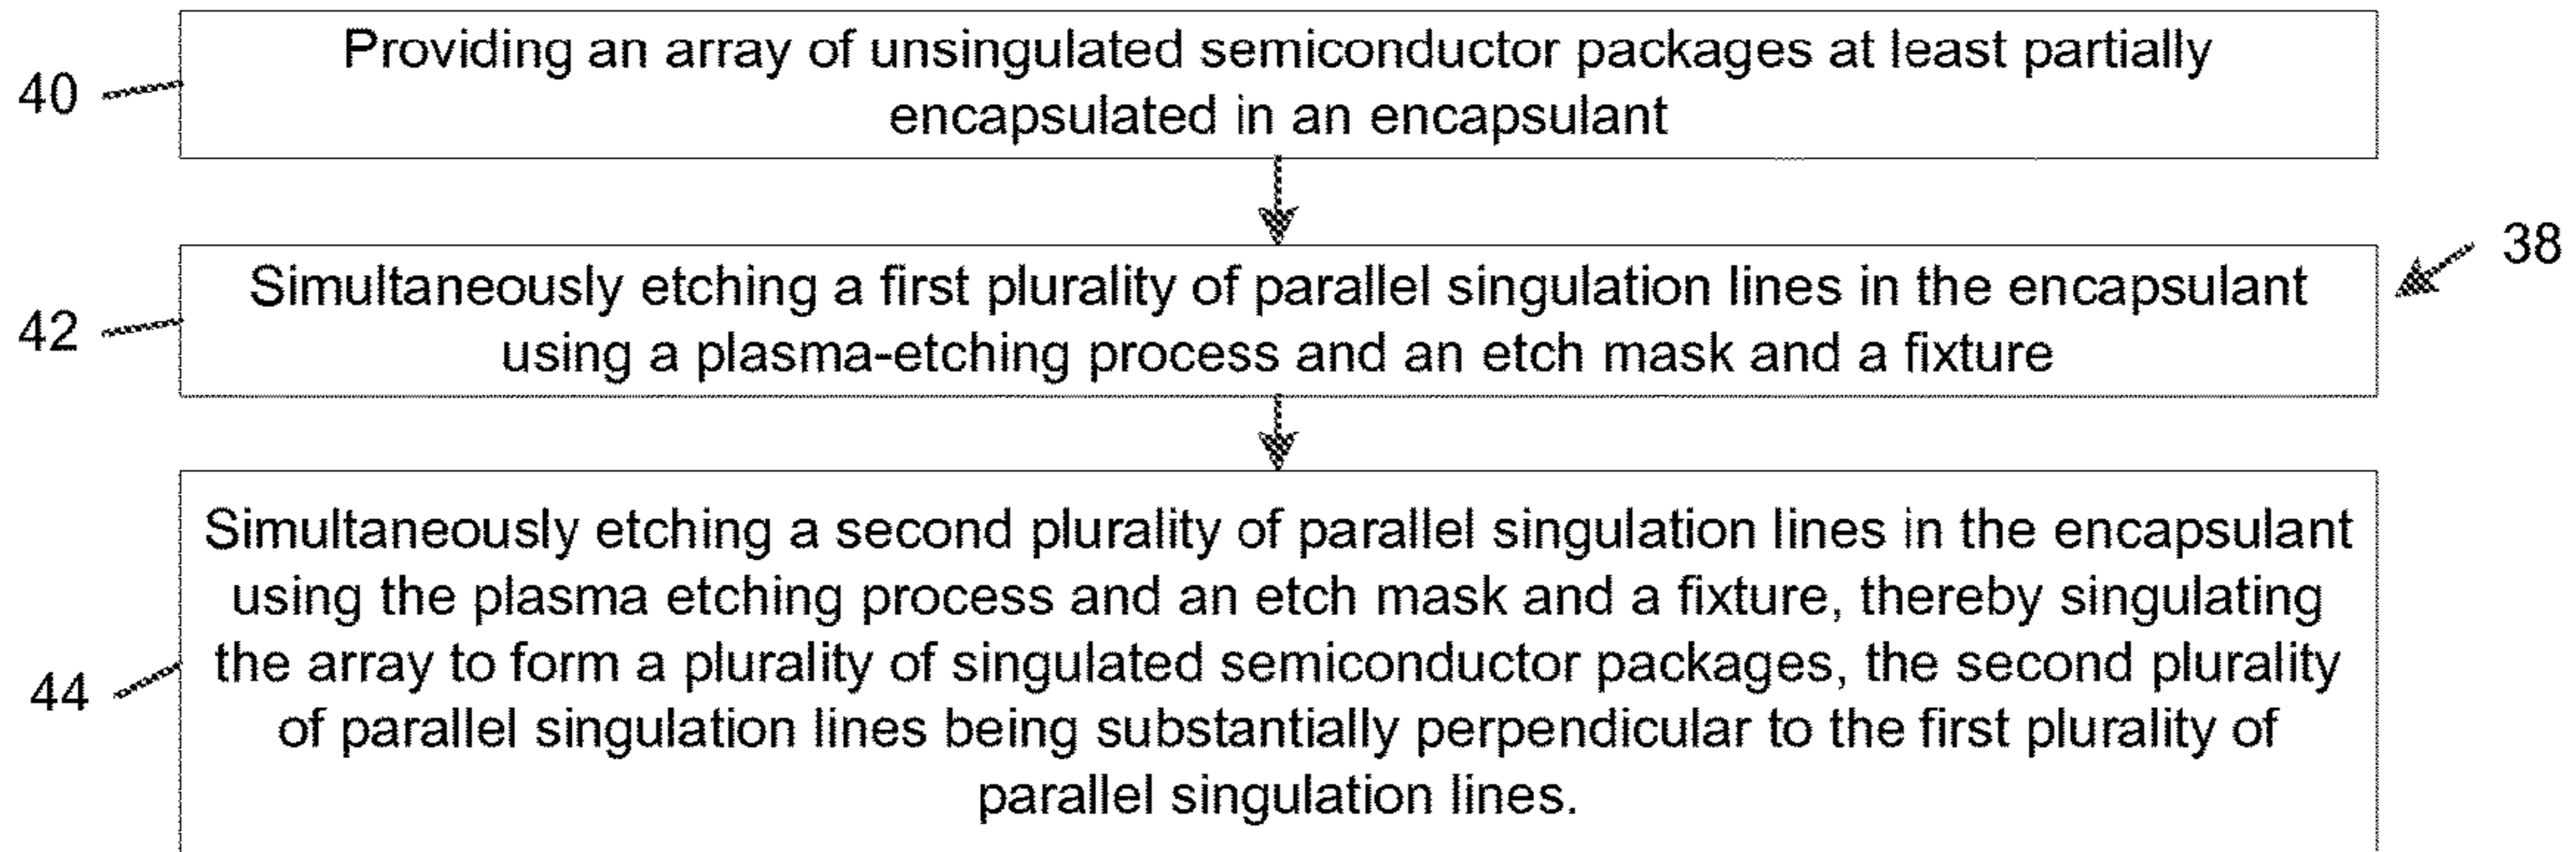 40
Providing an array of unsingulated semiconductor packages at least partially
encapsulated in an encapsulant
38
42
Simultaneously etching a first plurality of parallel singulation lines in the encapsulant
using a plasma-etching process and an etch mask and a fixture
44
Simultaneously etching a second plurality of parallel singulation lines in the encapsulant
using the plasma etching process and an etch mask and a fixture, thereby singulating
the array to form a plurality of singulated semiconductor packages, the second plurality
of parallel singulation lines being substantially perpendicular to the first plurality of
parallel singulation lines.